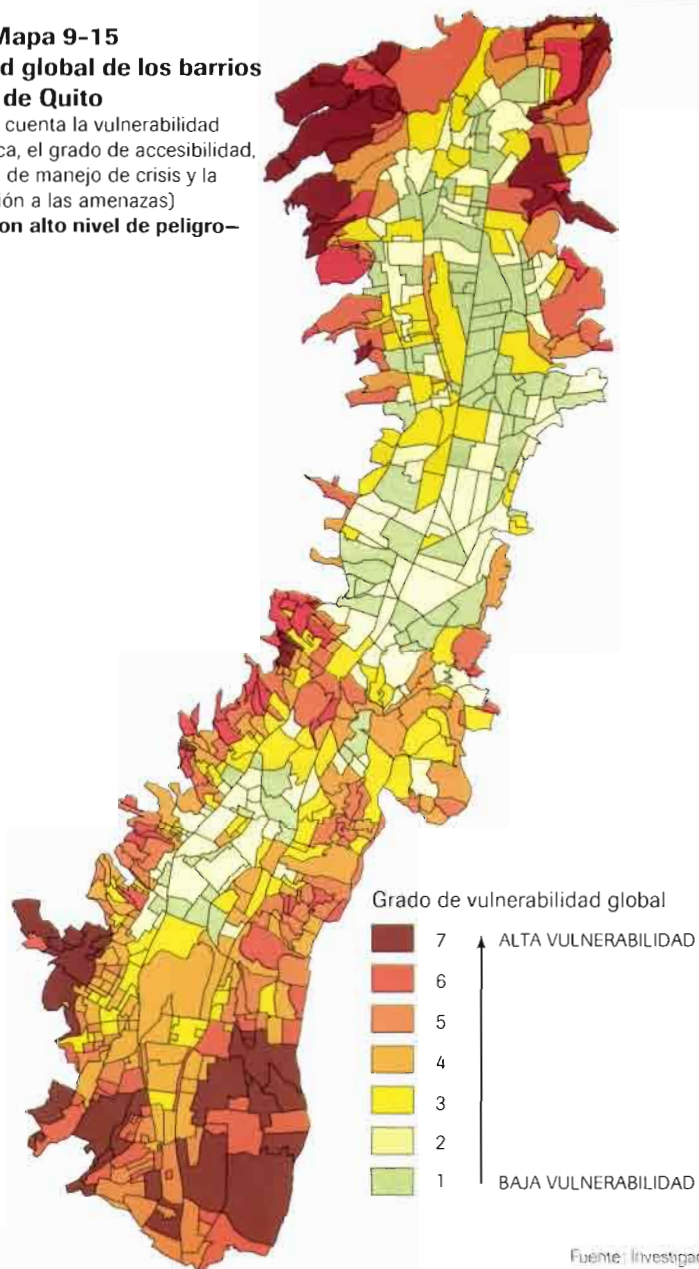 Mapa 9-15
d global de los barrios
de Quito
cuenta la vulnerabilidad
ca, el grado de accesibilidad,
de manejo de crisis y la
ión a las amenazas)
on alto nivel de peligro–
Grado de vulnerabilidad global
7 ALTA VULNERABILIDAD
6
5
4
3
2
1 BAJA VULNERABILIDAD
Fuente: Investigac